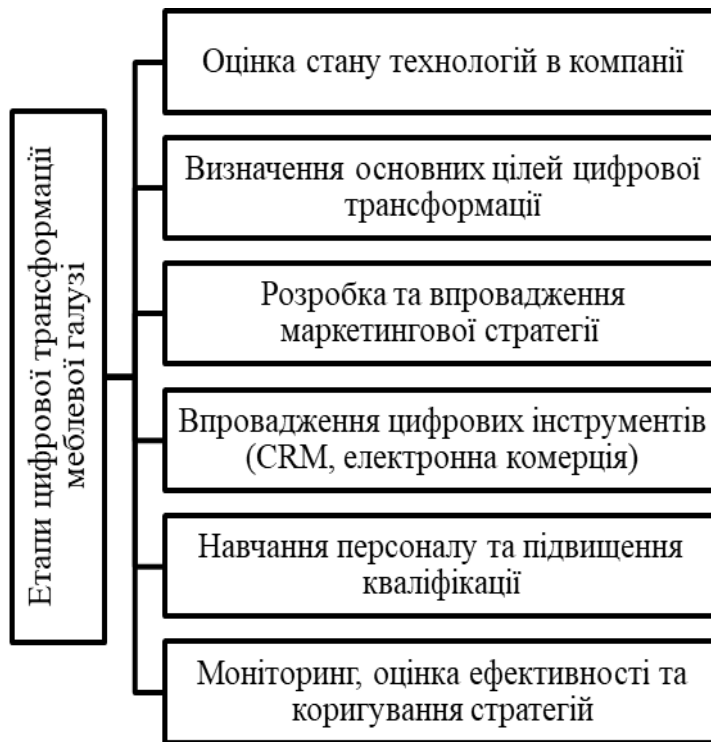 Етапи цифрової трансформації
меблевої галузі
Оцінка стану технологій в компанії
Визначення основних цілей цифрової
трансформації
Розробка та впровадження
маркетингової стратегії
Впровадження цифрових інструментів
(CRM, електронна комерція)
Навчання персоналу та підвищення
кваліфікації
Моніторинг, оцінка ефективності та
коригування стратегій